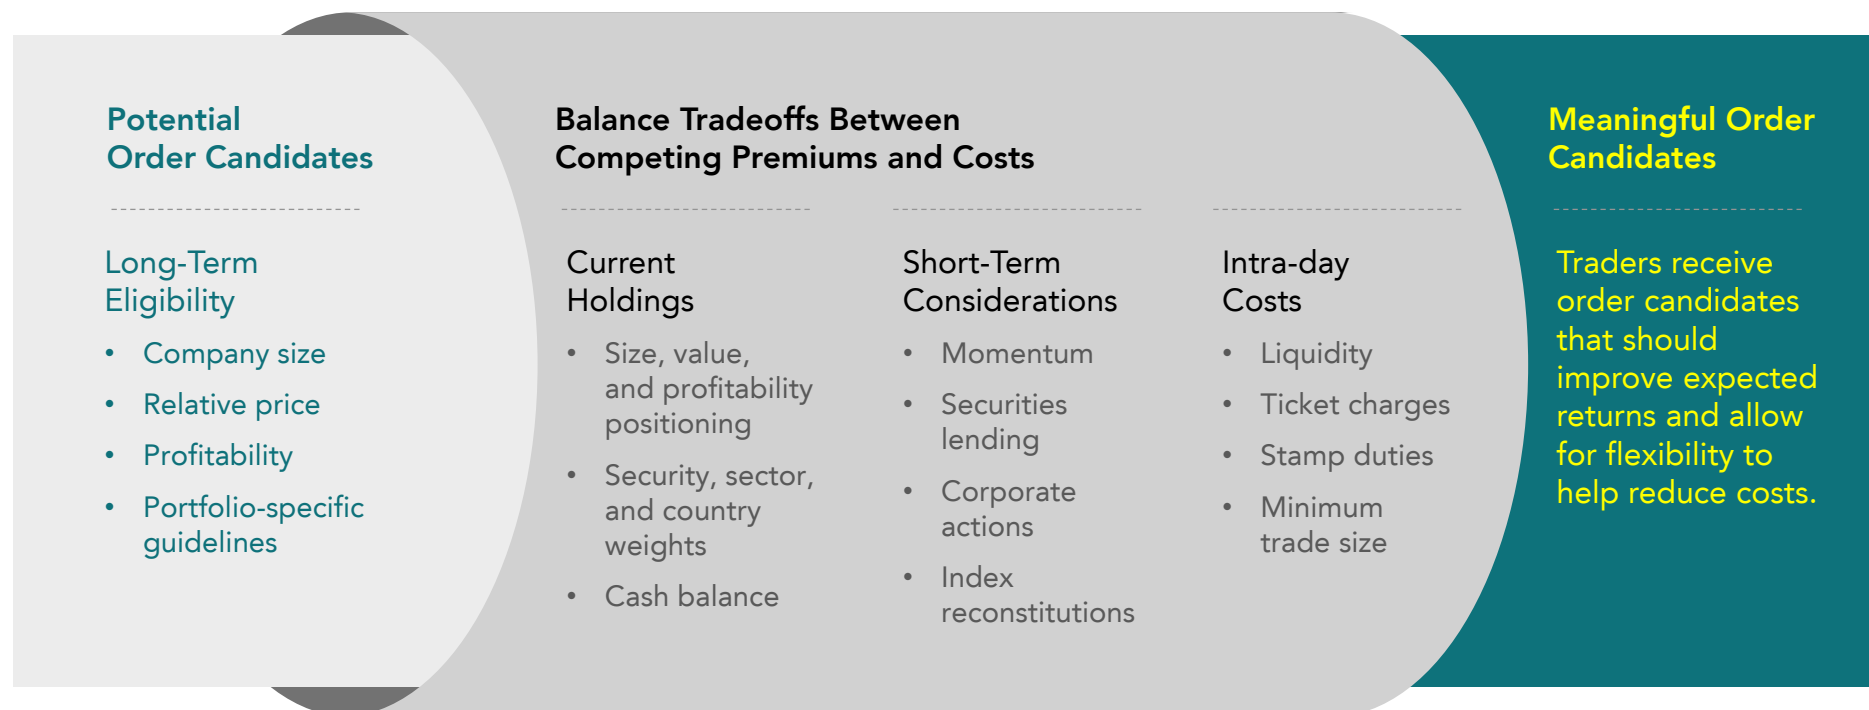 Potential
Order Candidates
Long-Term
Eligibility
• Company size
• Relative price
• Profitability
• Portfolio-specific
guidelines
Balance Tradeoffs Between
Competing Premiums and Costs
Current
Holdings
• Size, value,
and profitability
positioning
• Security, sector,
and country
weights
• Cash balance
Short-Term
Considerations
• Momentum
• Securities
lending
• Corporate
actions
• Index
reconstitutions
Intra-day
Costs
• Liquidity
• Ticket charges
• Stamp duties
• Minimum
trade size
Meaningful Order
Candidates
Traders receive
order candidates
that should
improve expected
returns and allow
for flexibility to
help reduce costs.